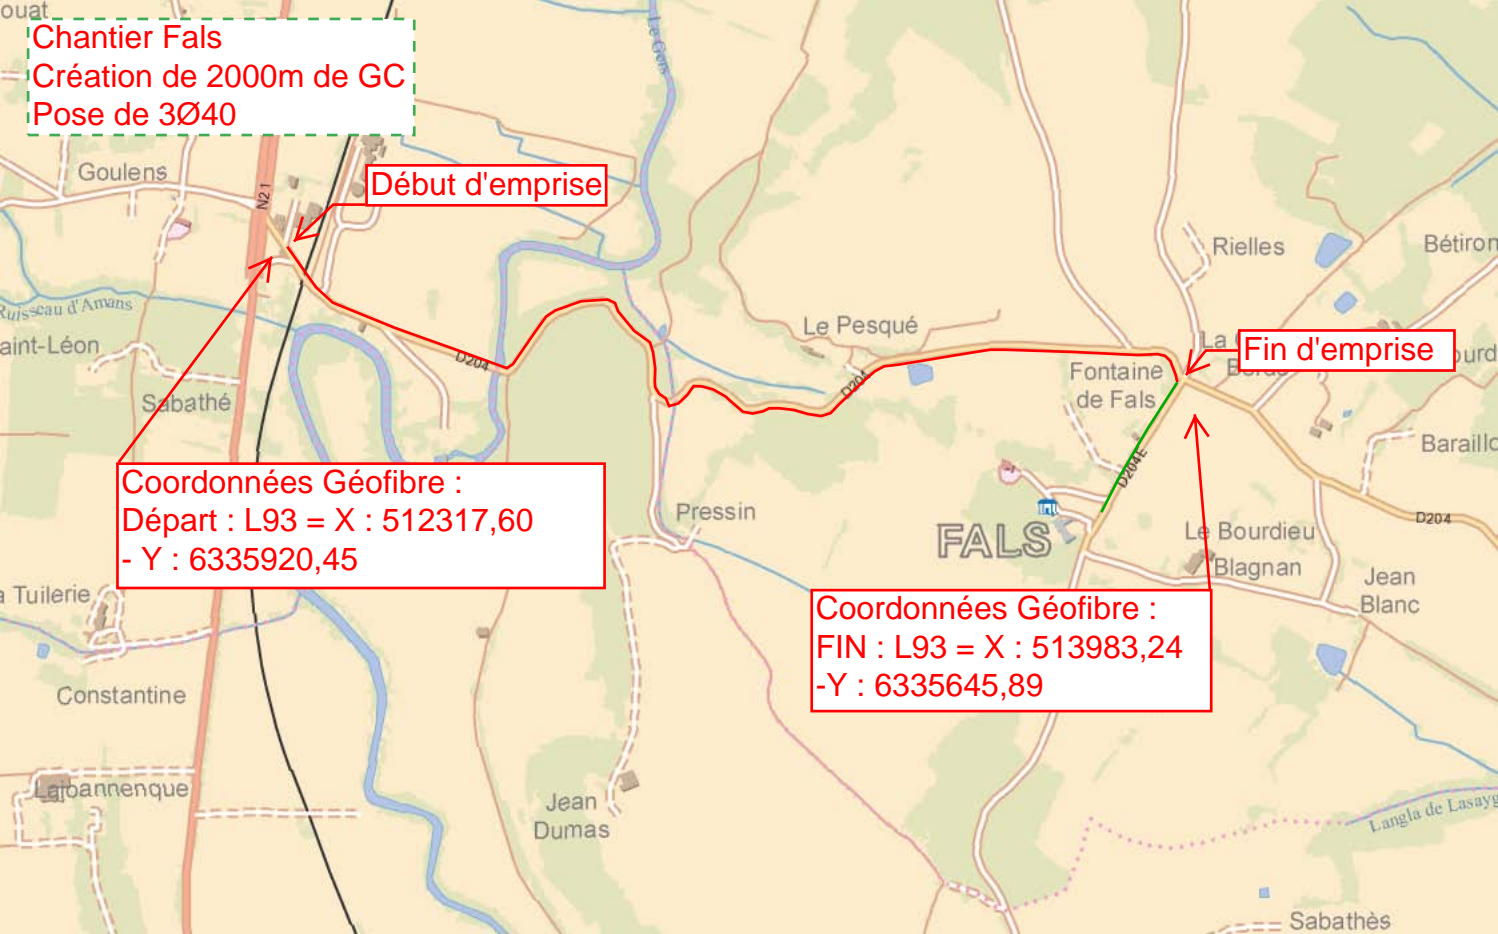 ouat
Chantier Fals
Création de 2000m de GC
Pose de 3Ø40
Le Gers
Goulens
Début d'emprise
N21
Rielles
Bétiron
Ruisseau d'Amans
aint-Léon
Le Pesqué
La
Fin d'emprise
ourd
D204
D204
Fontaine
de Fals
Sabathé
Baraillo
D204E
Coordonnées Géofibre :
Départ : L93 = X : 512317,60
- Y : 6335920,45
Pressin
FALS
Le Bourdieu
D204
Blagnan
Jean
Blanc
a Tuilerie
Coordonnées Géofibre :
FIN : L93 = X : 513983,24
-Y : 6335645,89
Constantine
Lajoannenque
Jean
Dumas
Langla de Lasayg
Sabathès